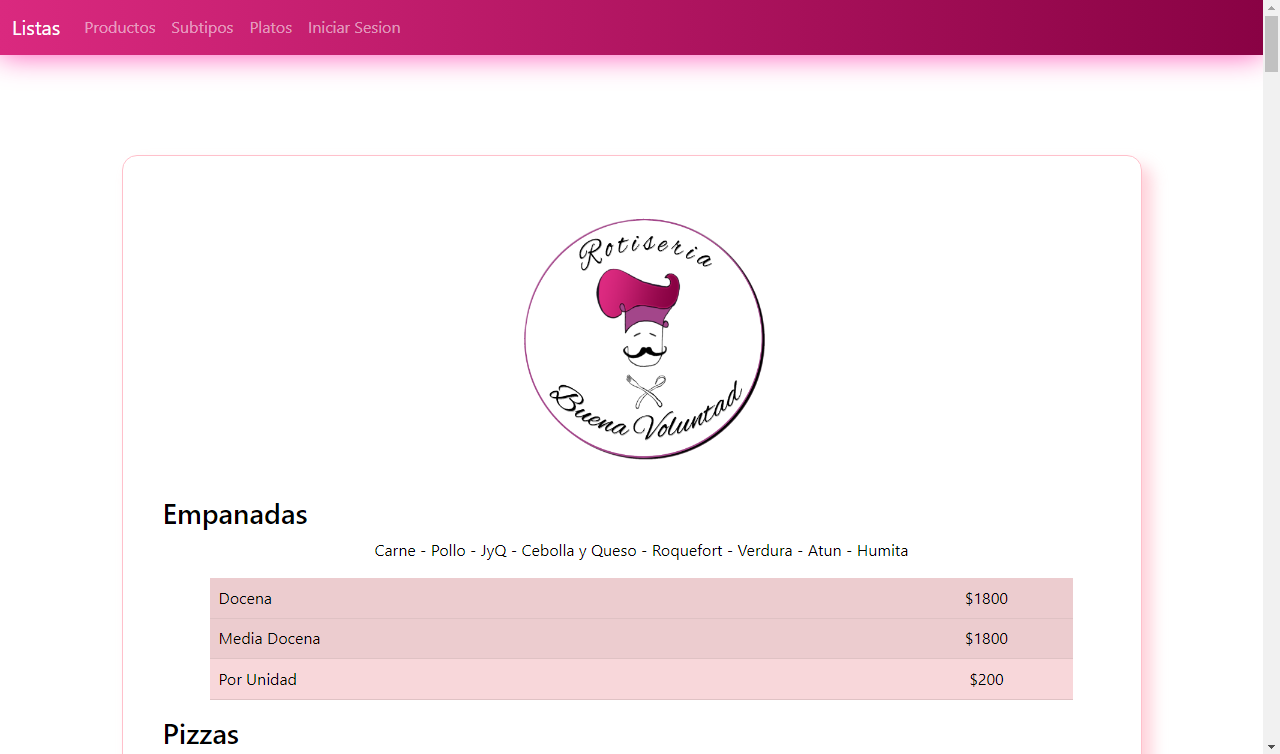 Listas Productos Subtipos Platos Iniciar Sesion
Rotiseria
Buena Voluntad
Empanadas
Carne - Pollo - JyQ - Cebolla y Queso - Roquefort - Verdura - Atun - Humita
Docena $1800
Media Docena $1800
Por Unidad $200
Pizzas